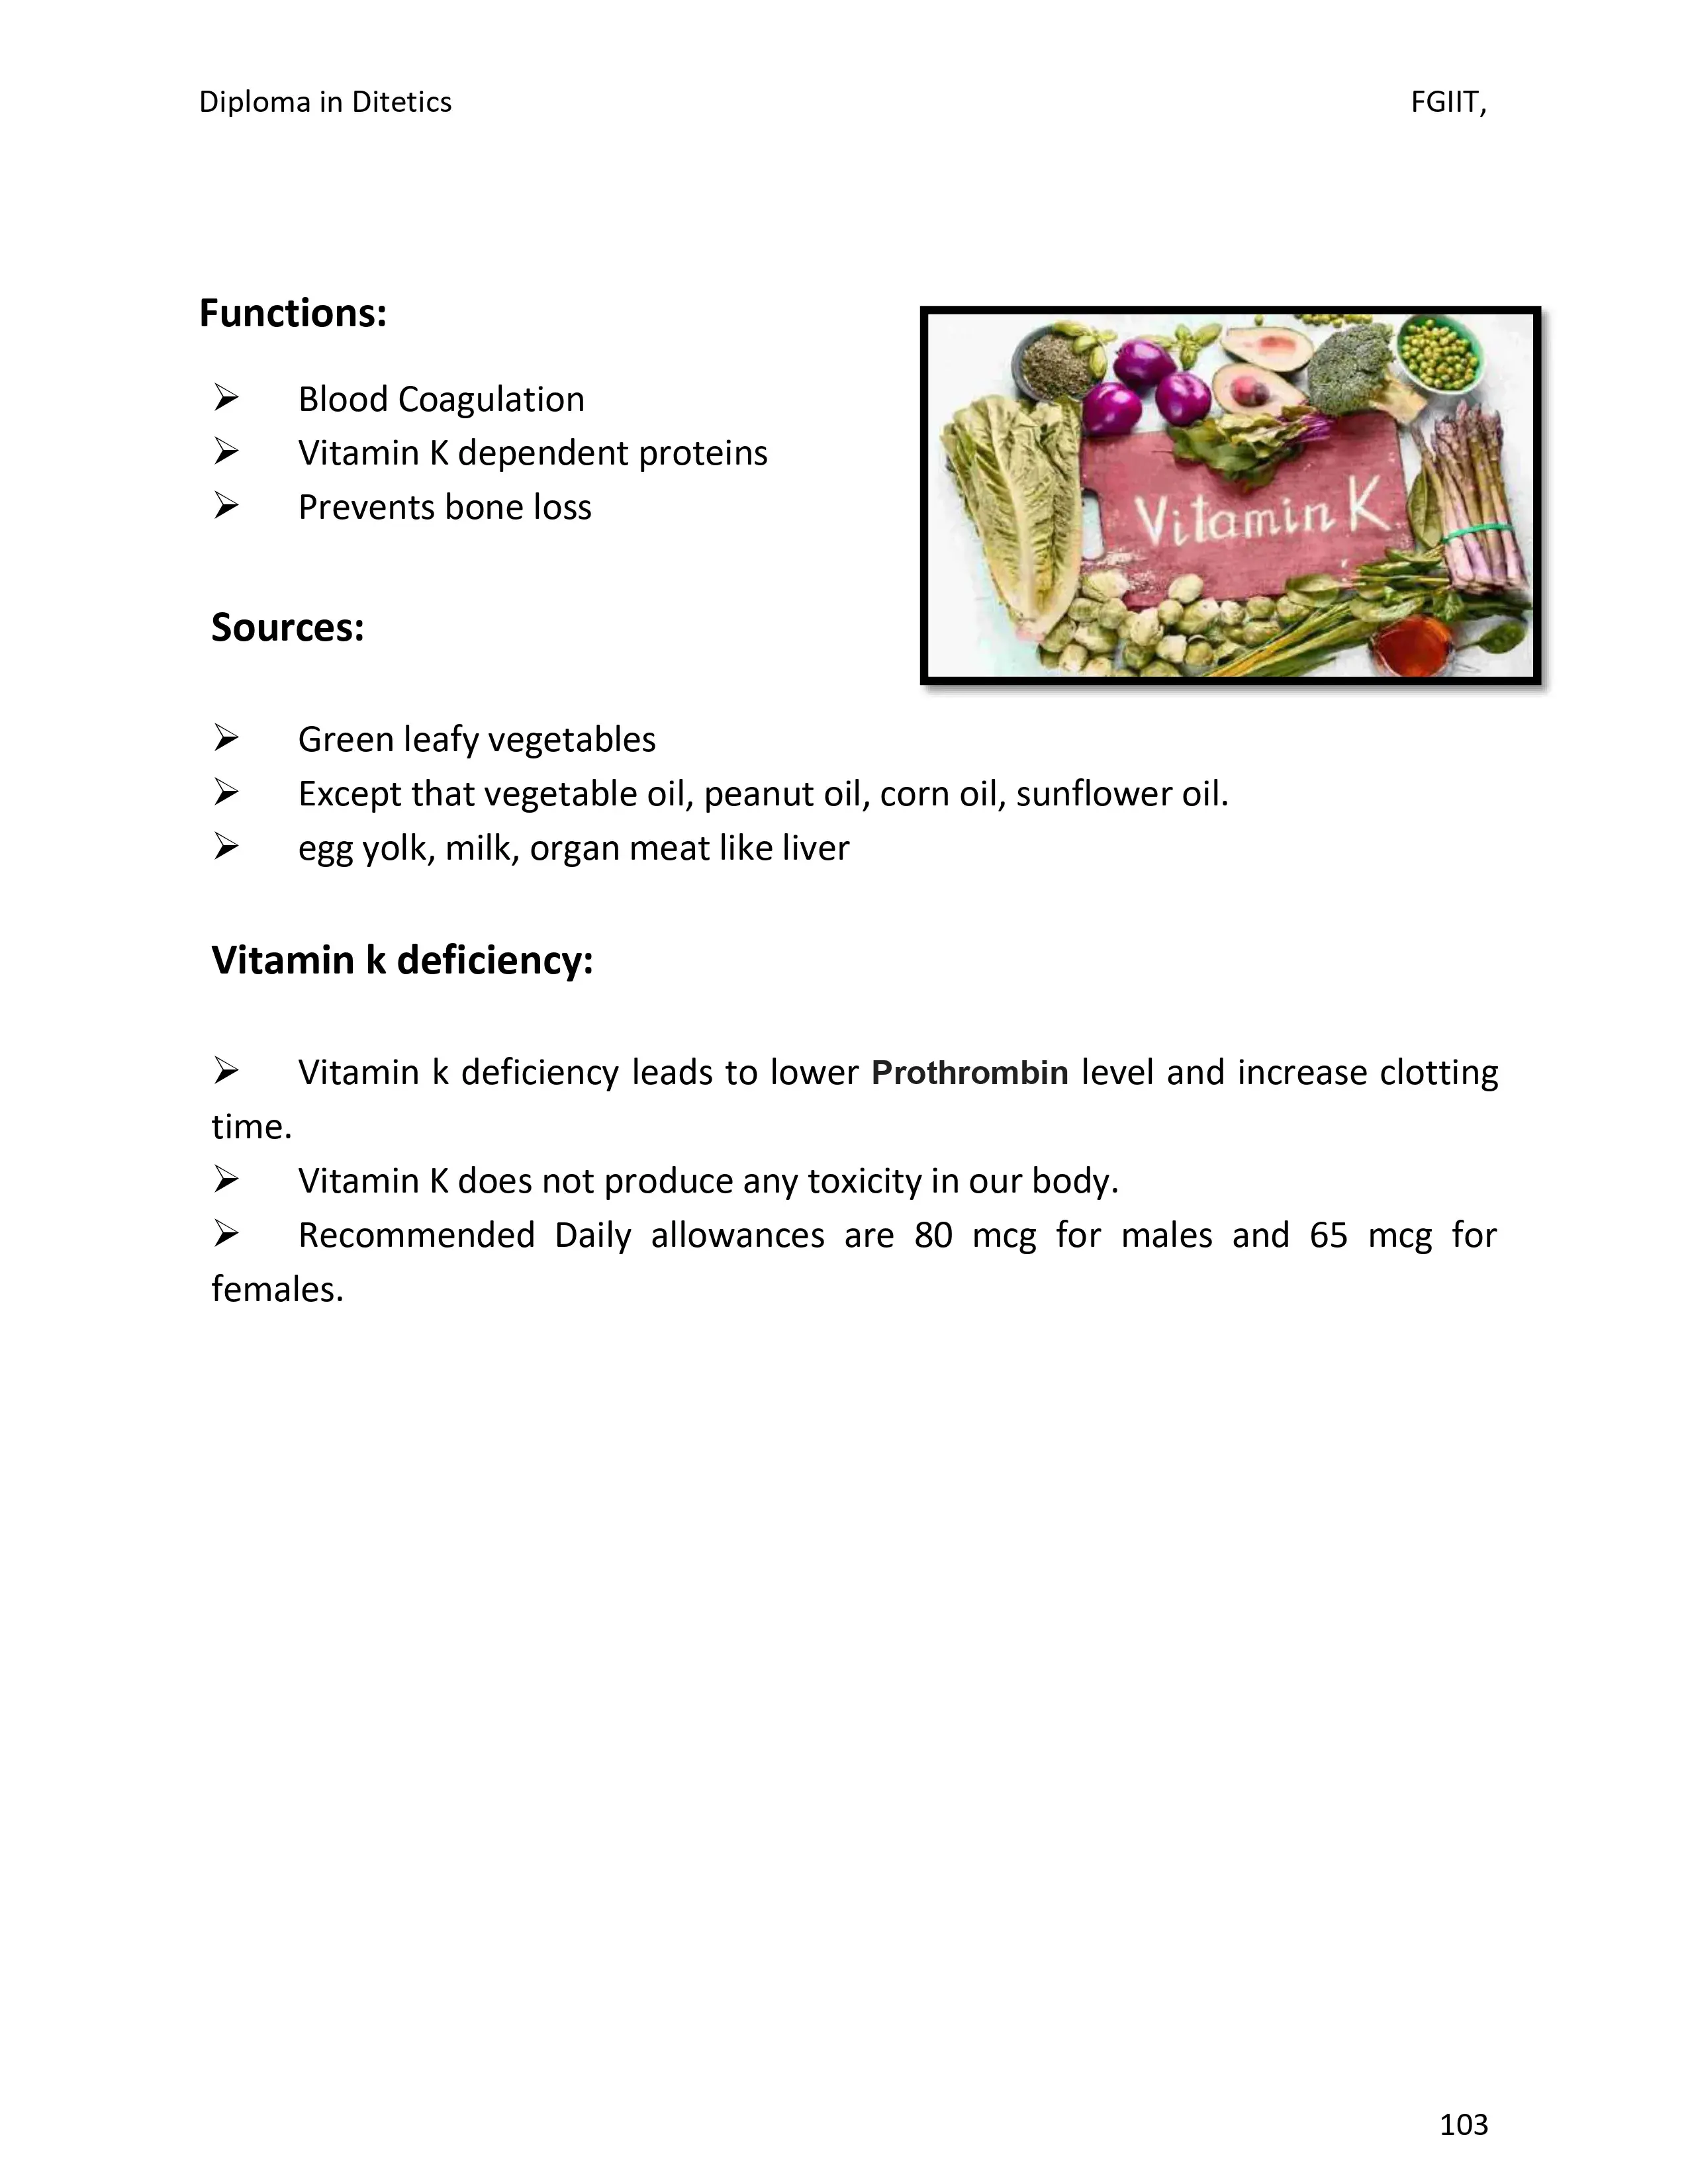 Diploma in Ditetics FGIIT,
Functions:
➢ Blood Coagulation
➢ Vitamin K dependent proteins
➢ Prevents bone loss
Vitamin K
Sources:
➢ Green leafy vegetables
➢ Except that vegetable oil, peanut oil, corn oil, sunflower oil.
➢ egg yolk, milk, organ meat like liver
Vitamin k deficiency:
➢ Vitamin k deficiency leads to lower Prothrombin level and increase clotting
time.
➢ Vitamin K does not produce any toxicity in our body.
➢ Recommended Daily allowances are 80 mcg for males and 65 mcg for
females.
103